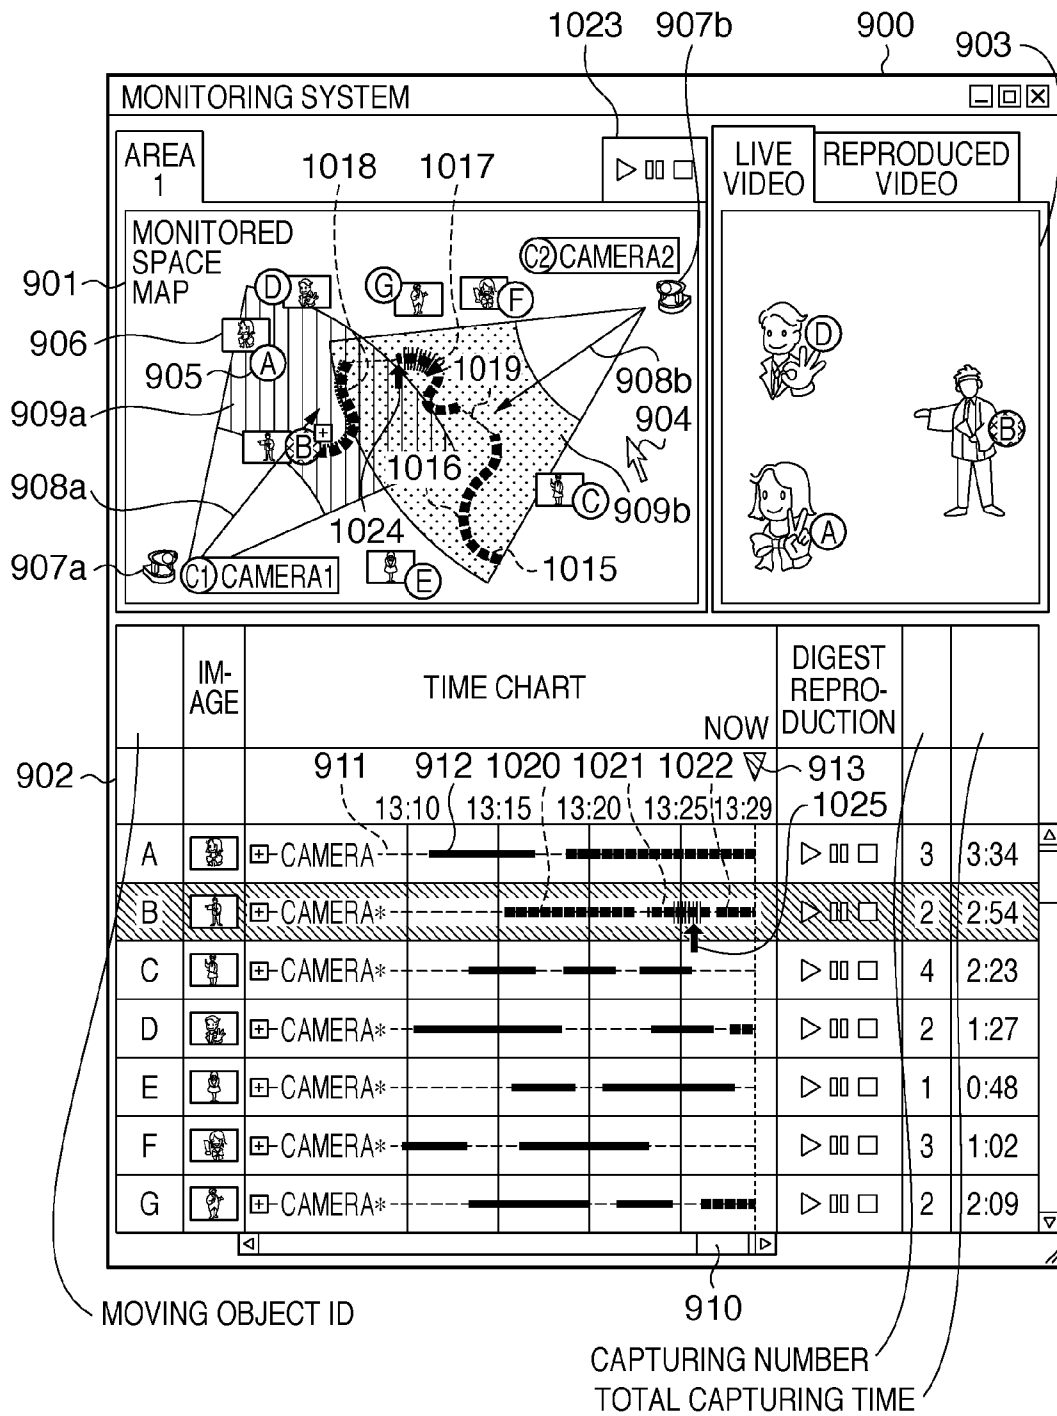 1023 907b 900 903
MONITORING SYSTEM
AREA
1
LIVE
VIDEO
REPRODUCED
VIDEO
1018 1017
MONITORED
SPACE
MAP
C2 CAMERA2
901
D
G
F
906
A
905
1019
908b
909a
904
B
1016
C
909b
908a
1024
907a
C1 CAMERA1
E
1015
D
B
A
IM-
AGE
TIME CHART
DIGEST
REPRO-
DUCTION
NOW
902
911 912 1020 1021 1022 913
1025
13:10 13:15 13:20 13:25 13:29
A CAMERA 3 3:34
B CAMERA* 2 2:54
C CAMERA* 4 2:23
D CAMERA* 2 1:27
E CAMERA* 1 0:48
F CAMERA* 3 1:02
G CAMERA* 2 2:09
910
MOVING OBJECT ID
CAPTURING NUMBER
TOTAL CAPTURING TIME